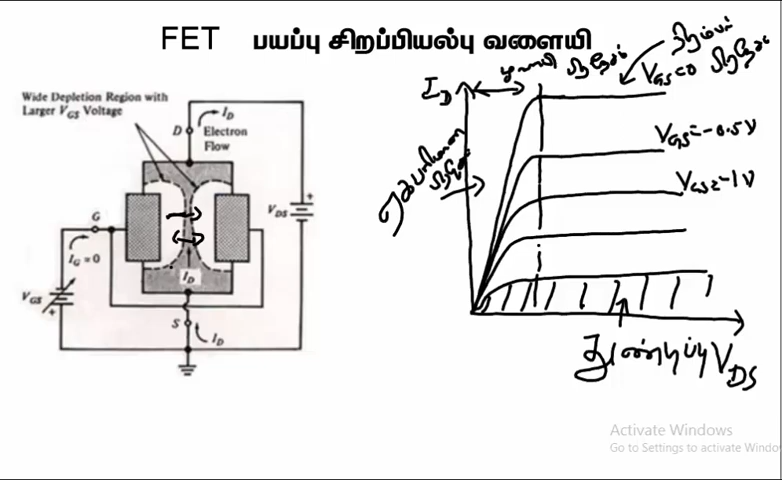 FET பயப்பு சிறப்பியல்பு வளையி
Wide Depletion Region with
Larger VGS Voltage
ID
D
Electron
Flow
G
IG = 0
VDS
+
VGS
+
ID
S
ID
ID
VGS=0
VGS=-0.5V
VGS=-1V
துண்டிப்பு VDS
Activate Windows
Go to Settings to activate Windo